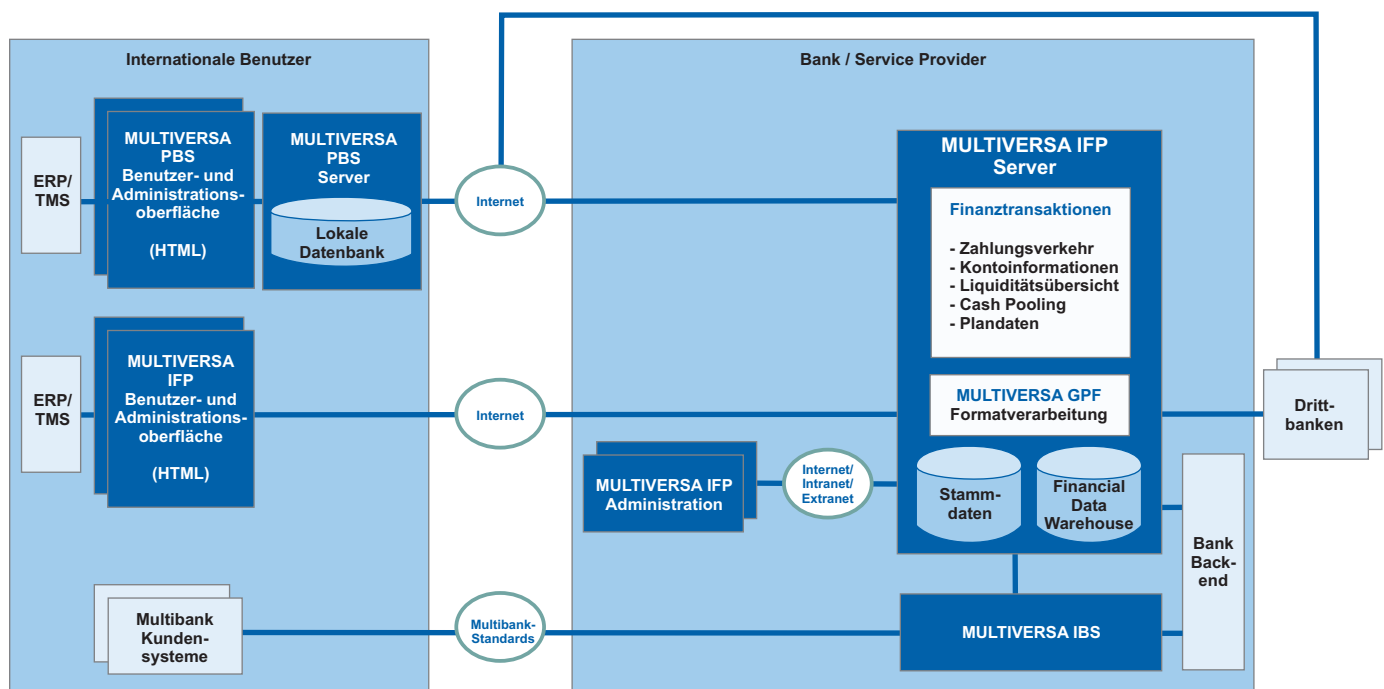 Internationale Benutzer
ERP/
TMS
MULTIVERSA
PBS
Benutzer- und
Administrations-
oberfläche
(HTML)
MULTIVERSA
PBS
Server
Lokale
Datenbank
Internet
ERP/
TMS
MULTIVERSA
IFP
Benutzer- und
Administrations-
oberfläche
(HTML)
Internet
Multibank
Kunden-
systeme
Multibank-
Standards
Bank / Service Provider
MULTIVERSA IFP
Server
Finanztransaktionen
- Zahlungsverkehr
- Kontoinformationen
- Liquiditätsübersicht
- Cash Pooling
- Plandaten
MULTIVERSA GPF
Formatverarbeitung
MULTIVERSA IFP
Administration
Internet/
Intranet/
Extranet
Stamm-
daten
Financial
Data
Warehouse
MULTIVERSA IBS
Bank
Back-
end
Dritt-
banken